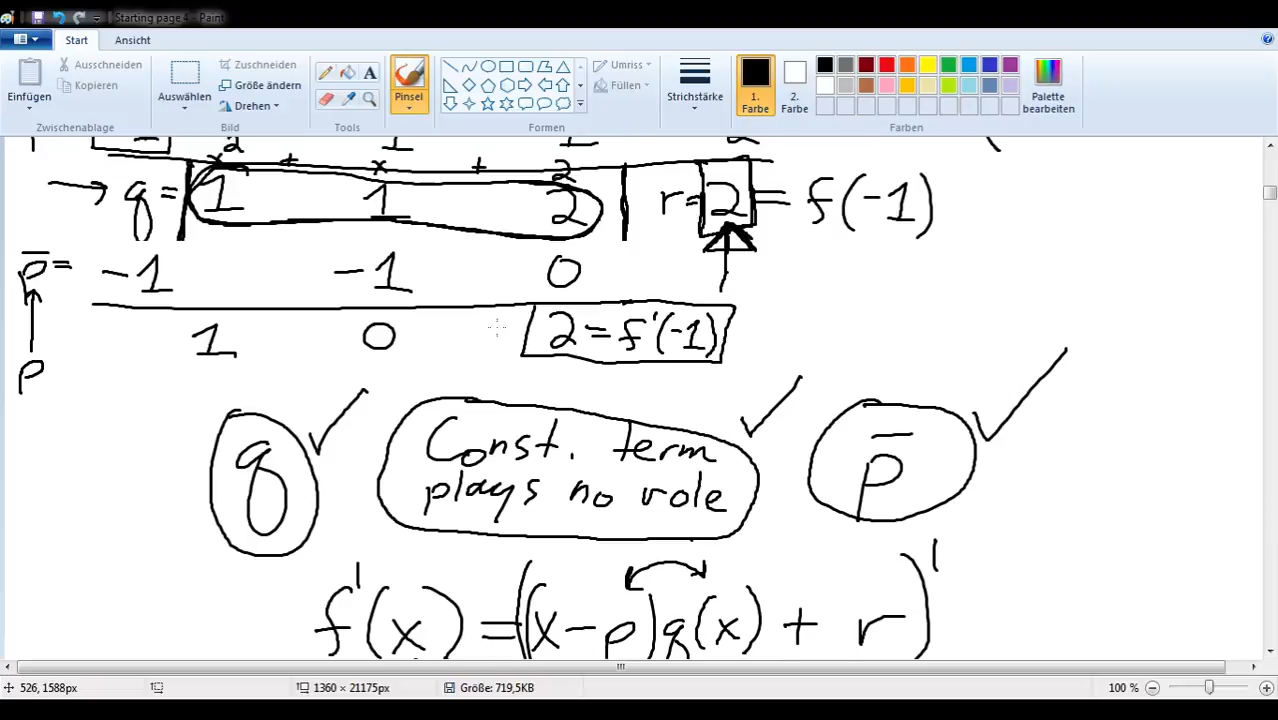 Starting page 4 - Paint
Start
Ansicht
Einfügen
Ausschneiden
Kopieren
Zwischenablage
Auswählen
Zuschneiden
Größe ändern
Drehen
Bild
Pinsel
Tools
Umriss
Füllen
Formen
Strichstärke
1. Farbe
2. Farbe
Farben
Palette bearbeiten
x + x + 2
q = 1 1 2 r = 2 = f(-1)
p̅ = -1 -1 0
1 0 2 = f'(-1)
p
q
Const. term
plays no role
p̅
f'(x) = ((x-p)q(x) + r)'
526, 1588px
1360 × 21175px
Größe: 719,5KB
100 %